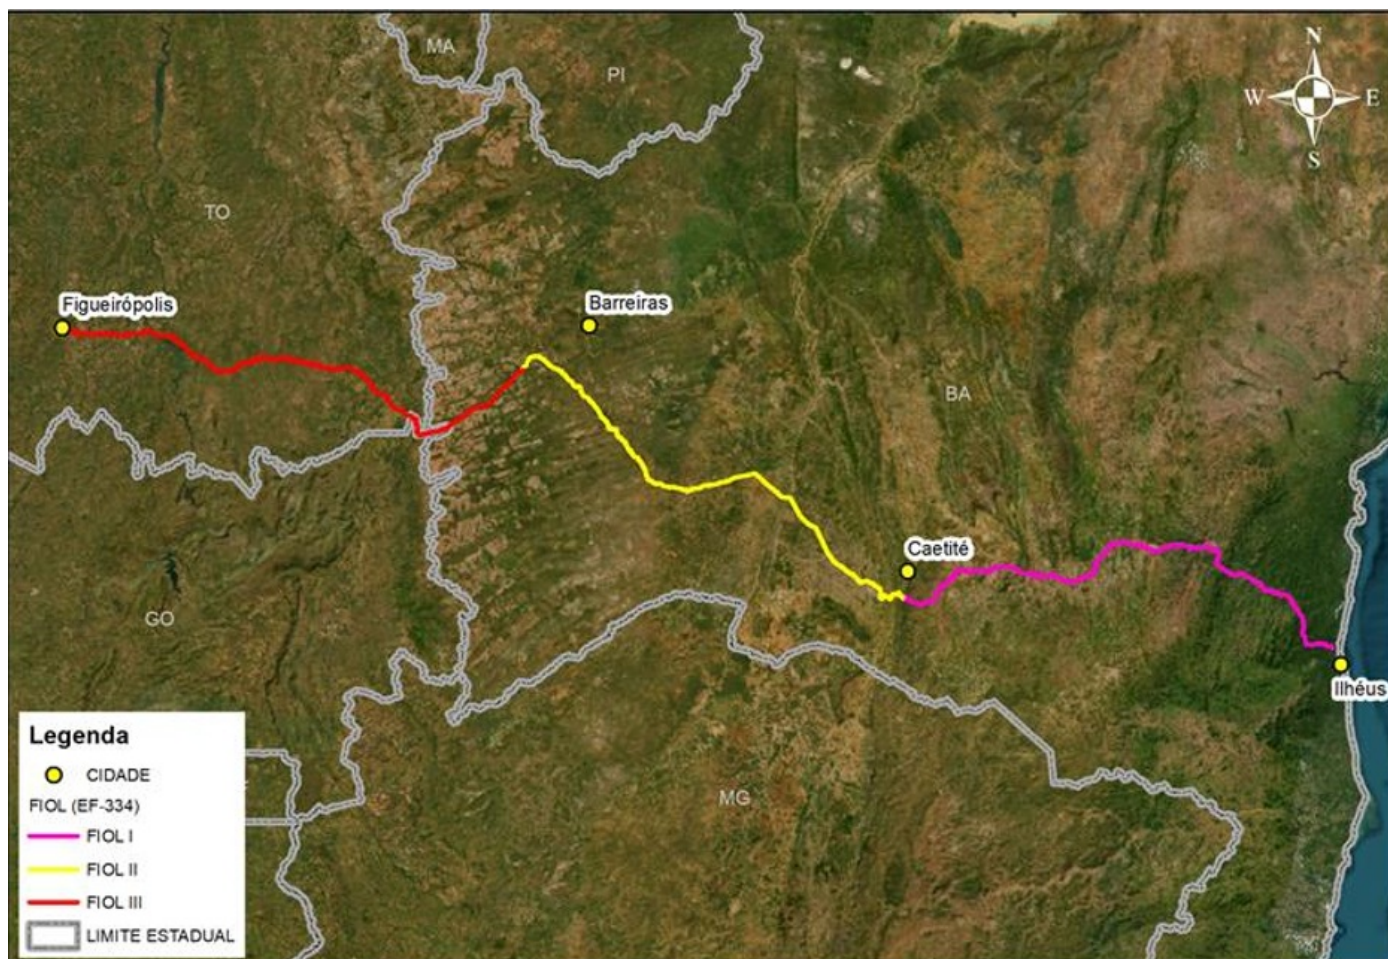 MA
PI
N
W
E
S
TO
Figueirópolis
Barreiras
BA
Caetité
GO
Ilhéus
MG
Legenda
CIDADE
FIOL (EF-334)
FIOL I
FIOL II
FIOL III
LIMITE ESTADUAL